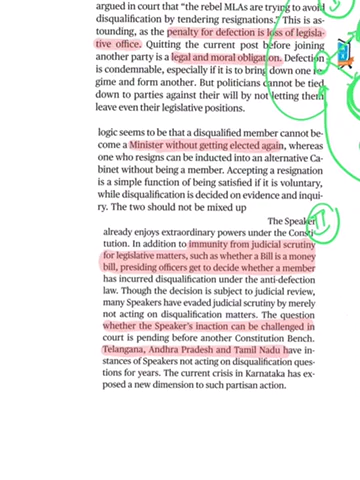 argued in court that “the rebel MLAs are trying to avoid
disqualification by tendering resignations.” This is as-
tounding, as the penalty for defection is loss of legisla-
tive office. Quitting the current post before joining
another party is a legal and moral obligation. Defection
is condemnable, especially if it is to bring down one re-
gime and form another. But politicians cannot be tied
down to parties against their will by not letting them
leave even their legislative positions.
logic seems to be that a disqualified member cannot be-
come a Minister without getting elected again, whereas
one who resigns can be inducted into an alternative Ca-
binet without being a member. Accepting a resignation
is a simple function of being satisfied if it is voluntary,
while disqualification is decided on evidence and inqui-
ry. The two should not be mixed up
The Speaker
II
already enjoys extraordinary powers under the Consti-
tution. In addition to immunity from judicial scrutiny
for legislative matters, such as whether a Bill is a money
bill, presiding officers get to decide whether a member
has incurred disqualification under the anti-defection
law. Though the decision is subject to judicial review,
many Speakers have evaded judicial scrutiny by merely
not acting on disqualification matters. The question
whether the Speaker’s inaction can be challenged in
court is pending before another Constitution Bench.
Telangana, Andhra Pradesh and Tamil Nadu have in-
stances of Speakers not acting on disqualification ques-
tions for years. The current crisis in Karnataka has ex-
posed a new dimension to such partisan action.